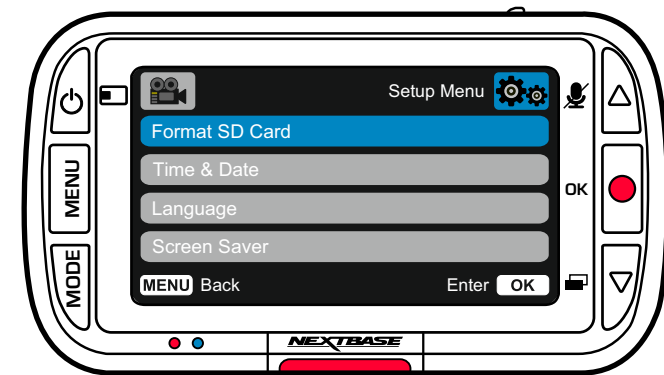 Setup Menu
Format SD Card
MENU
Time & Date
OK
Language
Screen Saver
MODE
MENU Back
Enter OK
NEXTBASE